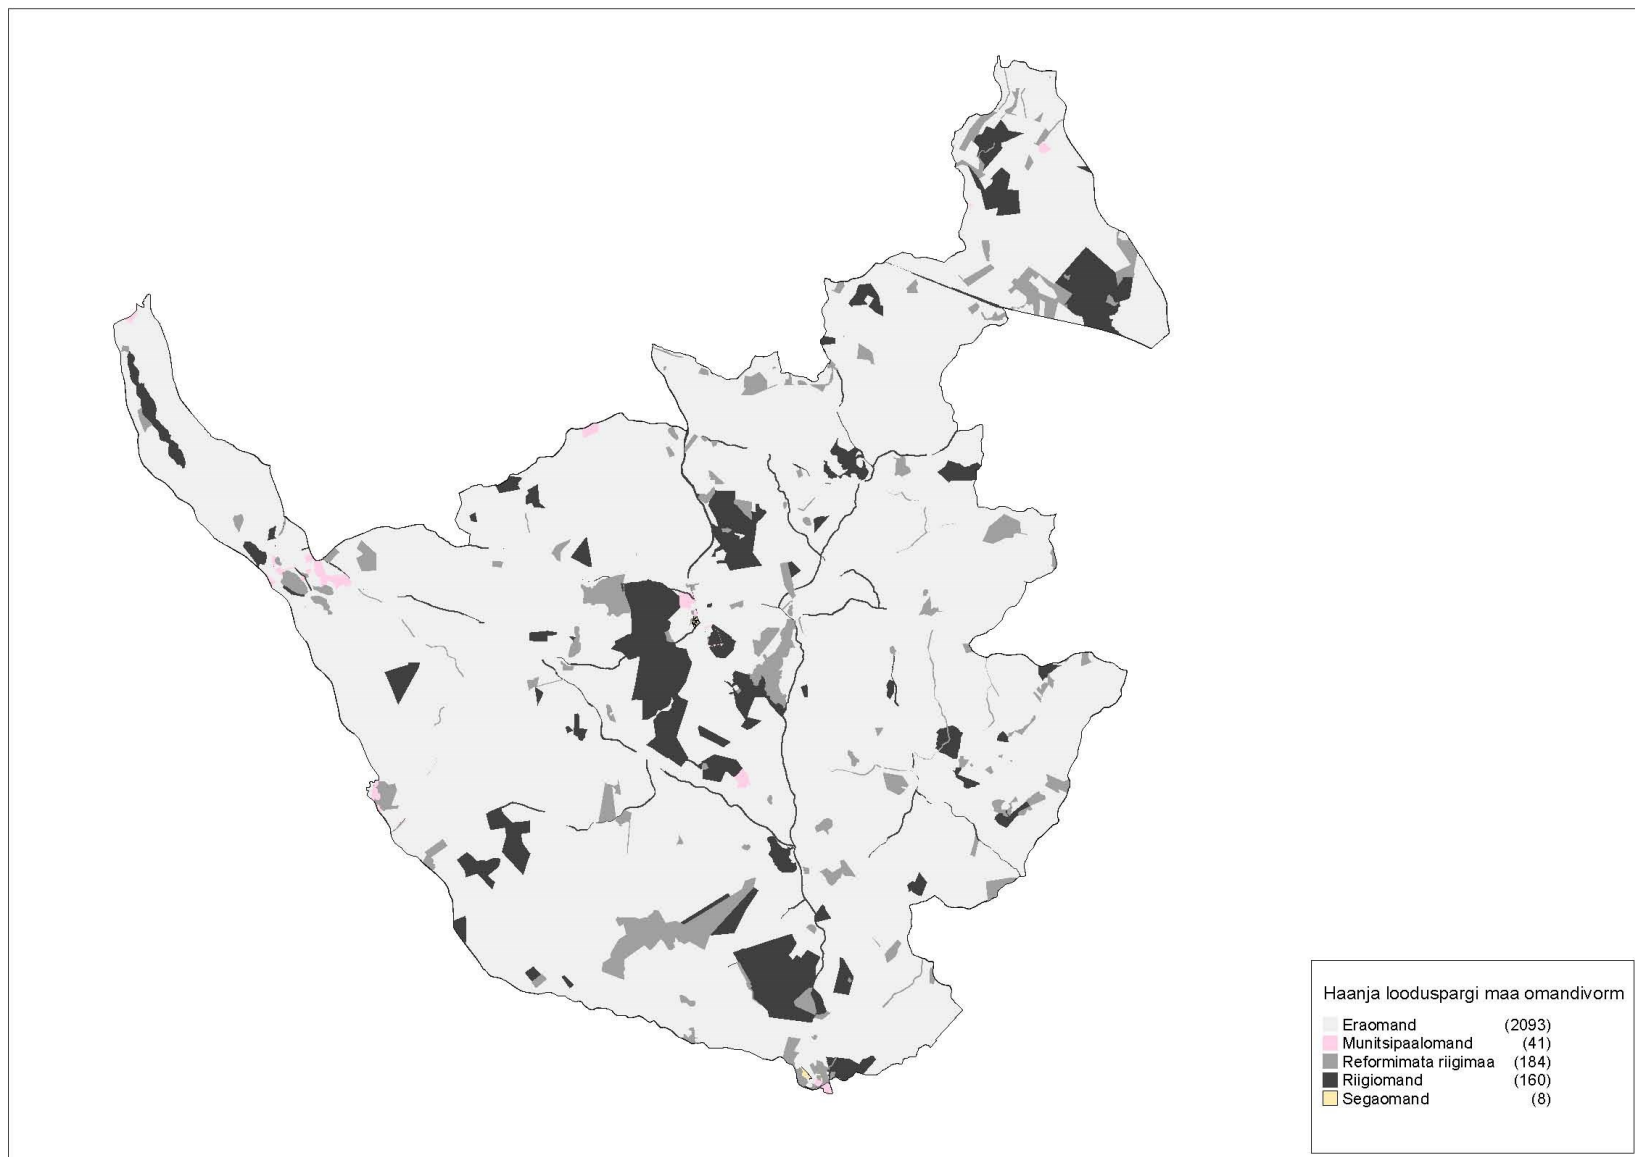 Haanja looduspargi maa omandivorm
Eraomand (2093)
Munitsipaalomand (41)
Reformimata riigimaa (184)
Riigiomand (160)
Segaomand (8)